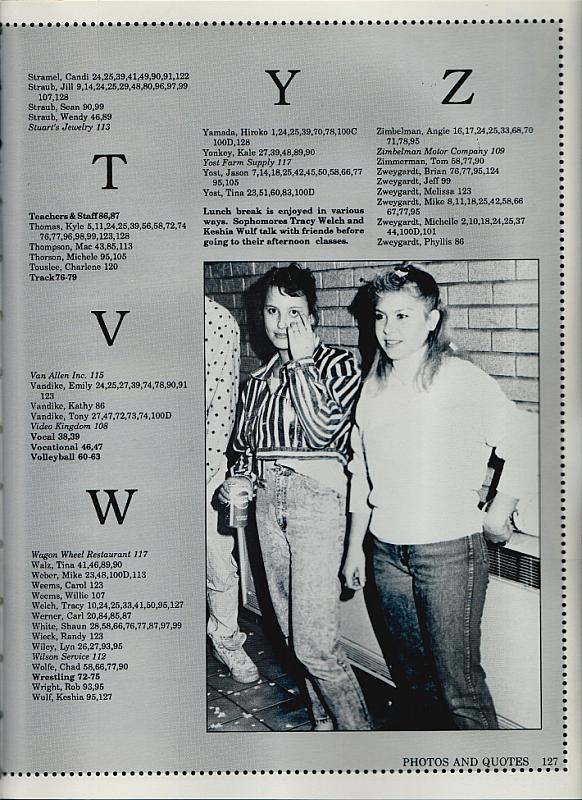 Stramel, Candi 24,25,39,41,49,90,91,122
Straub, Jill 9,14,24,25,29,48,80,96,97,99
107,128
Straub, Sean 90,99
Straub, Wendy 46,89
Stuart's Jewelry 113
T
Teachers & Staff 86,87
Thomas, Kyle 5,11,24,25,39,56,58,72,74
76,77,96,98,99,123,128
Thompson, Mac 43,85,113
Thorson, Michele 95,105
Touslee, Charlene 120
Track 76-79
V
Van Allen Inc. 115
Vandike, Emily 24,25,27,39,74,78,90,91
123
Vandike, Kathy 86
Vandike, Tony 27,47,72,73,74,100D
Video Kingdom 108
Vocal 38,39
Vocational 46,47
Volleyball 60-63
W
Wagon Wheel Restaurant 117
Walz, Tina 41,46,89,90
Weber, Mike 23,48,100D,113
Weems, Carol 123
Weems, Willie 107
Welch, Tracy 10,24,25,33,41,50,95,127
Werner, Carl 20,84,85,87
White, Shaun 28,58,66,76,77,87,97,99
Wieck, Randy 123
Wiley, Lyn 26,27,93,95
Wilson Service 112
Wolfe, Chad 58,66,77,90
Wrestling 72-75
Wright, Rob 93,95
Wulf, Keshia 95,127
Y
Yamada, Hiroko 1,24,25,39,70,78,100C
100D,128
Yonkey, Kale 27,39,48,89,90
Yost Farm Supply 117
Yost, Jason 7,14,18,25,42,45,50,58,66,77
95,105
Yost, Tina 23,51,60,83,100D
Lunch break is enjoyed in various
ways. Sophomores Tracy Welch and
Keshia Wulf talk with friends before
going to their afternoon classes.
Z
Zimbelman, Angie 16,17,24,25,33,68,70
71,78,95
Zimbelman Motor Company 109
Zimmerman, Tom 58,77,90
Zweygardt, Brian 76,77,95,124
Zweygardt, Jeff 99
Zweygardt, Melissa 123
Zweygardt, Mike 8,11,18,25,42,58,66
67,77,95
Zweygardt, Michelle 2,10,18,24,25,37
44,100D,101
Zweygardt, Phyllis 86
PHOTOS AND QUOTES 127